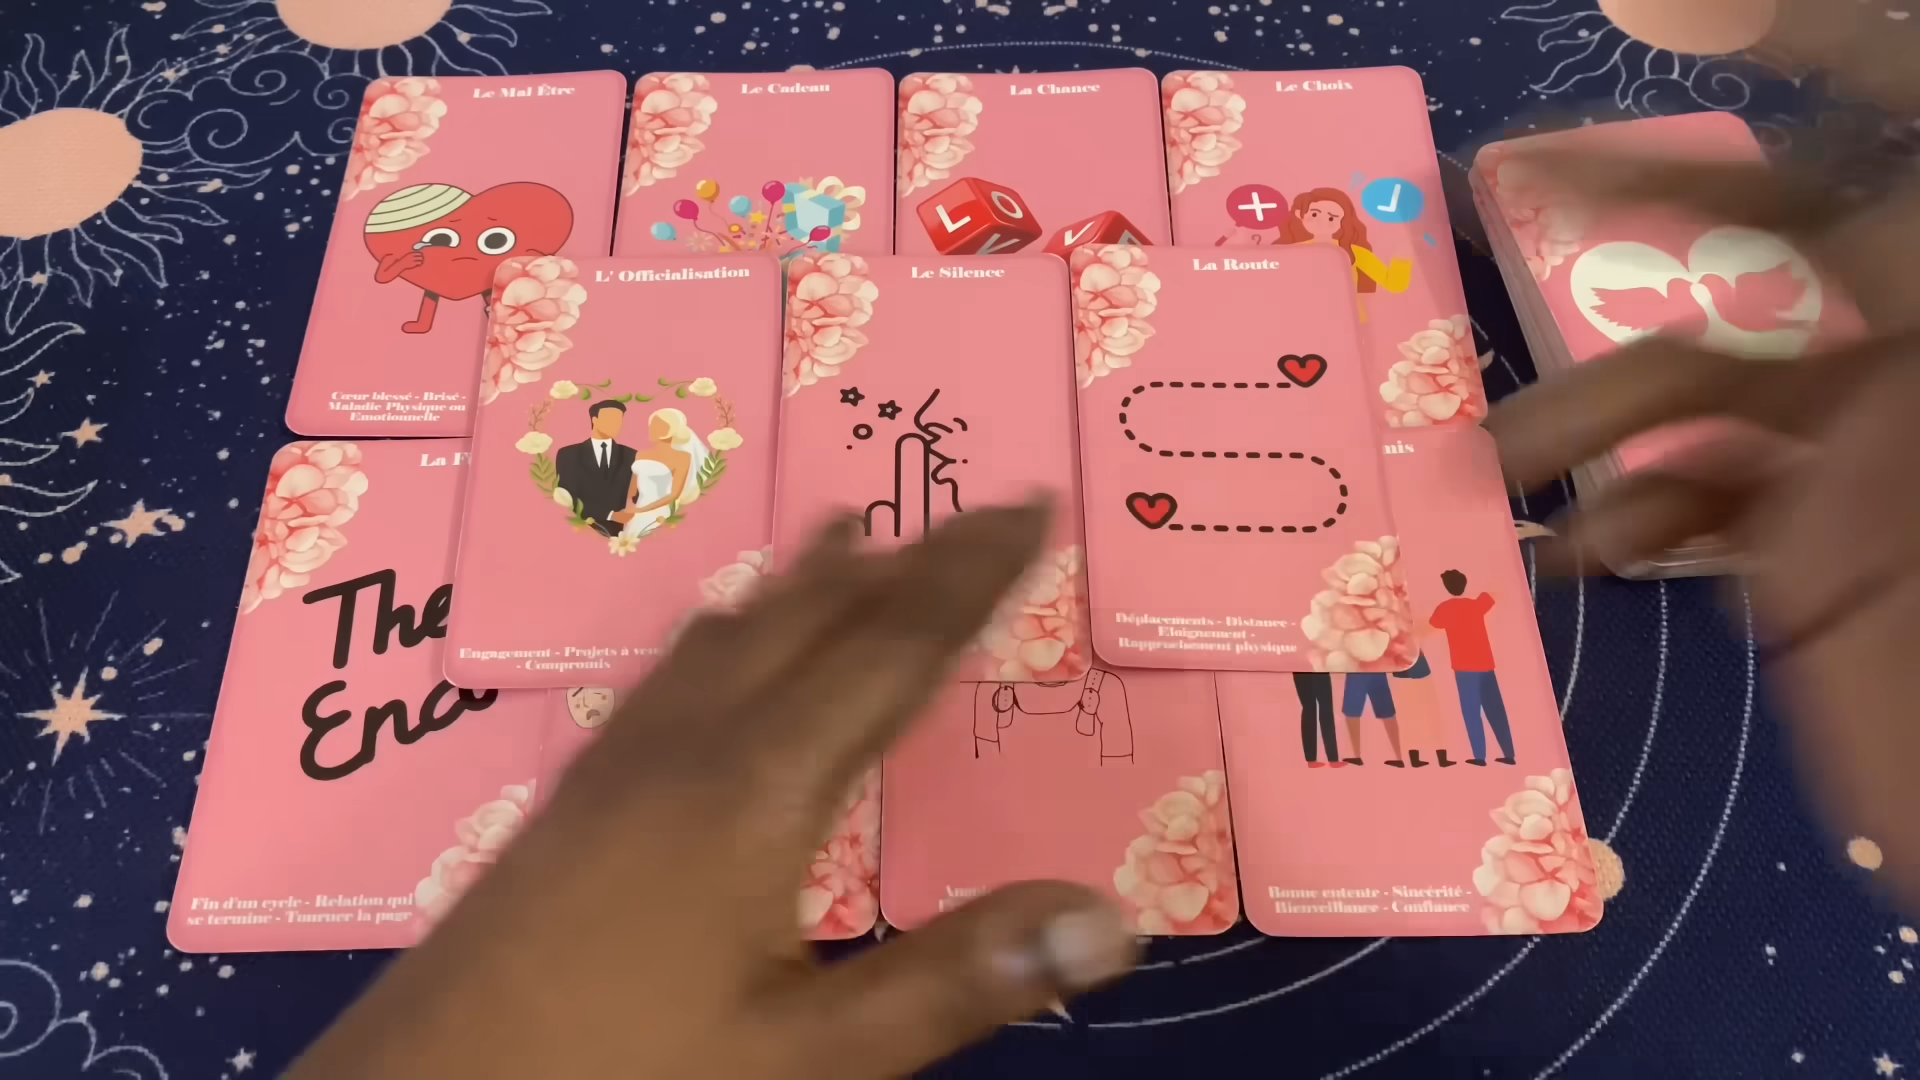 Le Mal Être
Le Cadeau
La Chance
Le Choix
L O
V
V
Cœur blessé - Brisé -
Maladie Physique ou
Emotionnelle
L' Officialisation
Le Silence
La Route
Engagement - Projets à
- Compromis
Déplacements - Distance -
Eloignement -
Rapprochement physique
La
The
End
Fin d'un cycle - Relation qui
se termine - Tourner la page
Bonne entente - Sincérité -
Bienveillance - Confiance